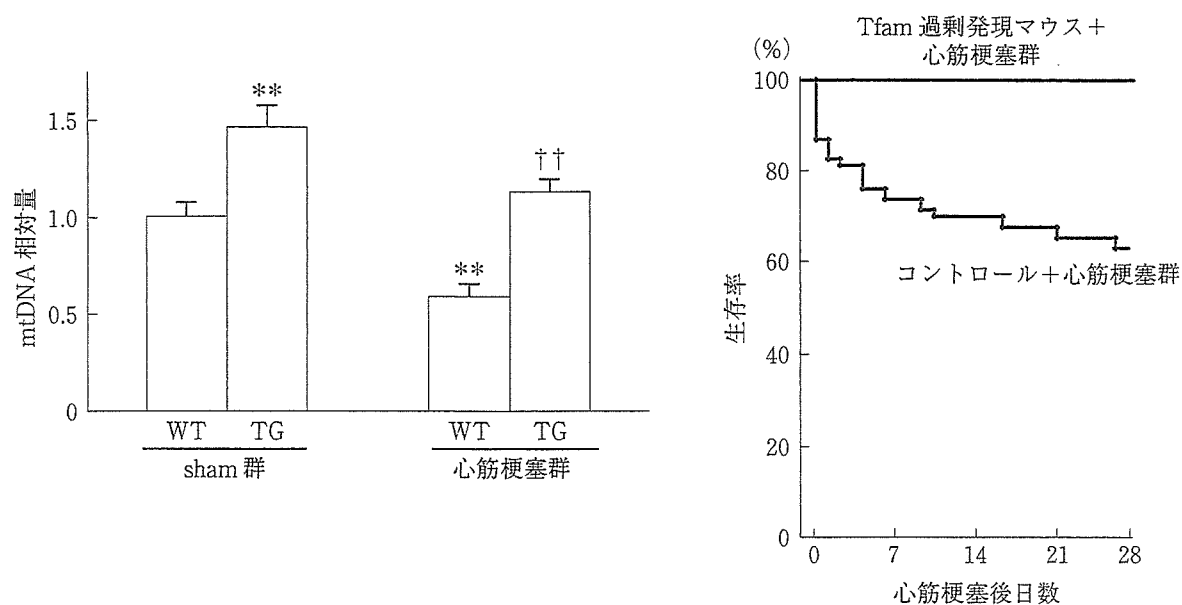 mtDNA 相対量
1.5
1.0
0.5
0
**
**
††
WT
TG
WT
TG
sham 群
心筋梗塞群
Tfam 過剰発現マウス+
心筋梗塞群
(%)
100
80
60
40
20
0
生存率
コントロール+心筋梗塞群
0
7
14
21
28
心筋梗塞後日数